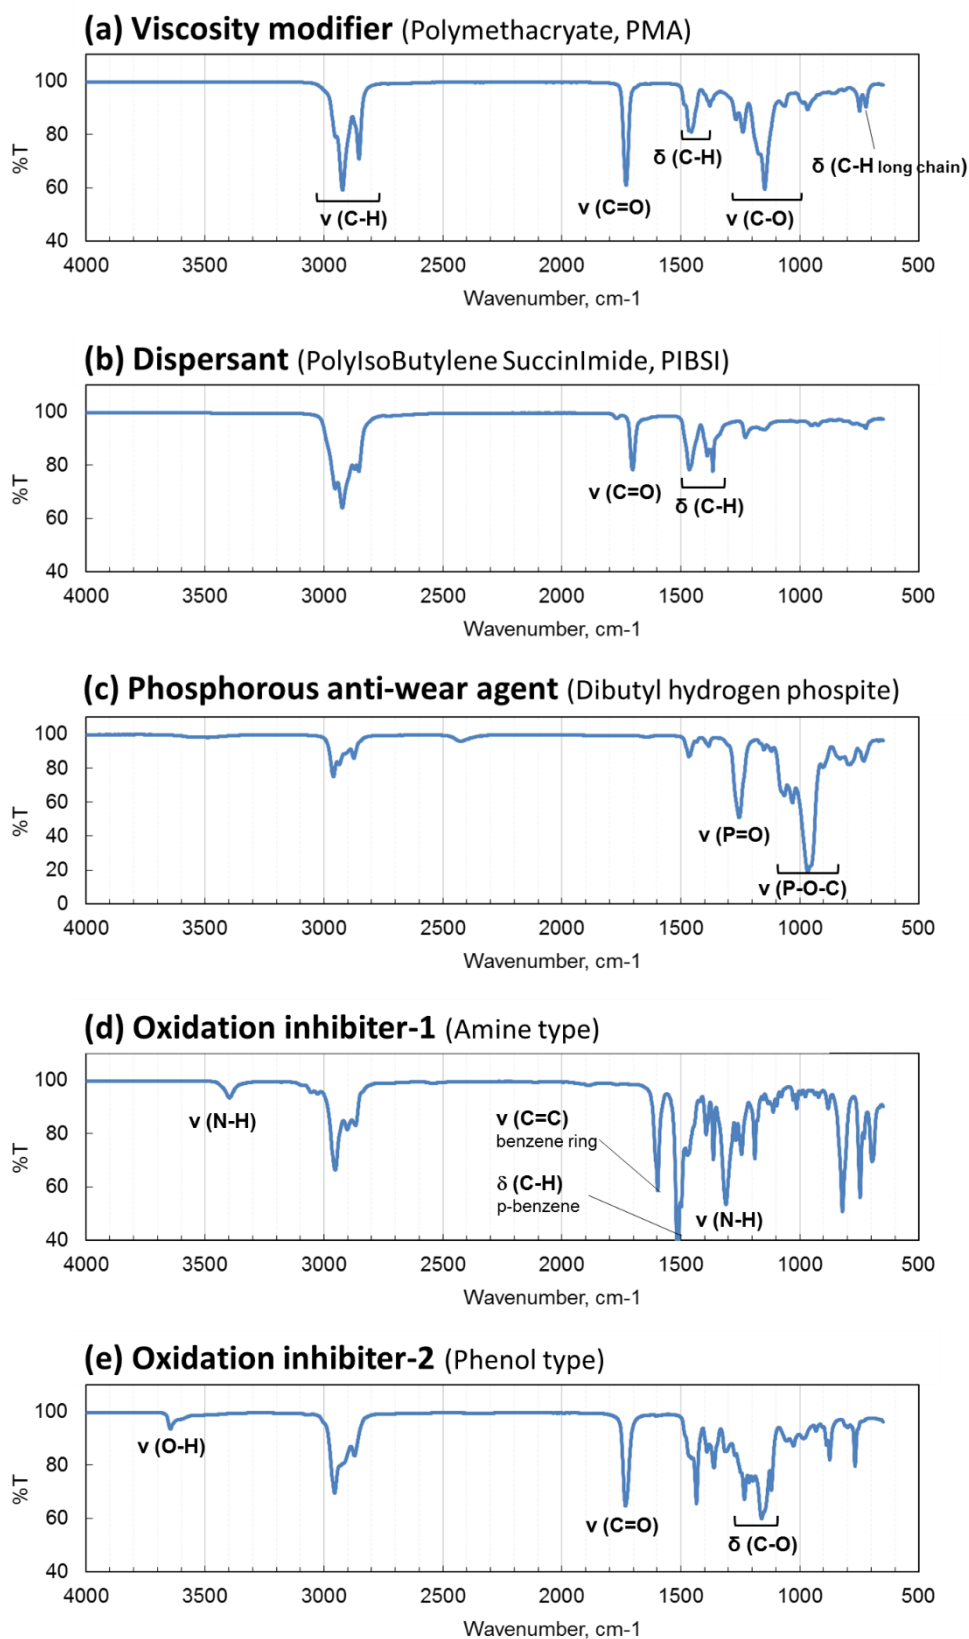 (a) Viscosity modifier (Polymethacryate, PMA)
100
80
60
40
%T
ν (C-H)
ν (C=O)
δ (C-H)
ν (C-O)
δ (C-H long chain)
4000 3500 3000 2500 2000 1500 1000 500
Wavenumber, cm-1
(b) Dispersant (PolyIsoButylene SuccinImide, PIBSI)
100
80
60
40
%T
ν (C=O)
δ (C-H)
4000 3500 3000 2500 2000 1500 1000 500
Wavenumber, cm-1
(c) Phosphorous anti-wear agent (Dibutyl hydrogen phospite)
100
80
60
40
20
0
%T
ν (P=O)
ν (P-O-C)
4000 3500 3000 2500 2000 1500 1000 500
Wavenumber, cm-1
(d) Oxidation inhibiter-1 (Amine type)
100
80
60
40
%T
ν (N-H)
ν (C=C)
benzene ring
δ (C-H)
p-benzene
ν (N-H)
4000 3500 3000 2500 2000 1500 1000 500
Wavenumber, cm-1
(e) Oxidation inhibiter-2 (Phenol type)
100
80
60
40
%T
ν (O-H)
ν (C=O)
δ (C-O)
4000 3500 3000 2500 2000 1500 1000 500
Wavenumber, cm-1